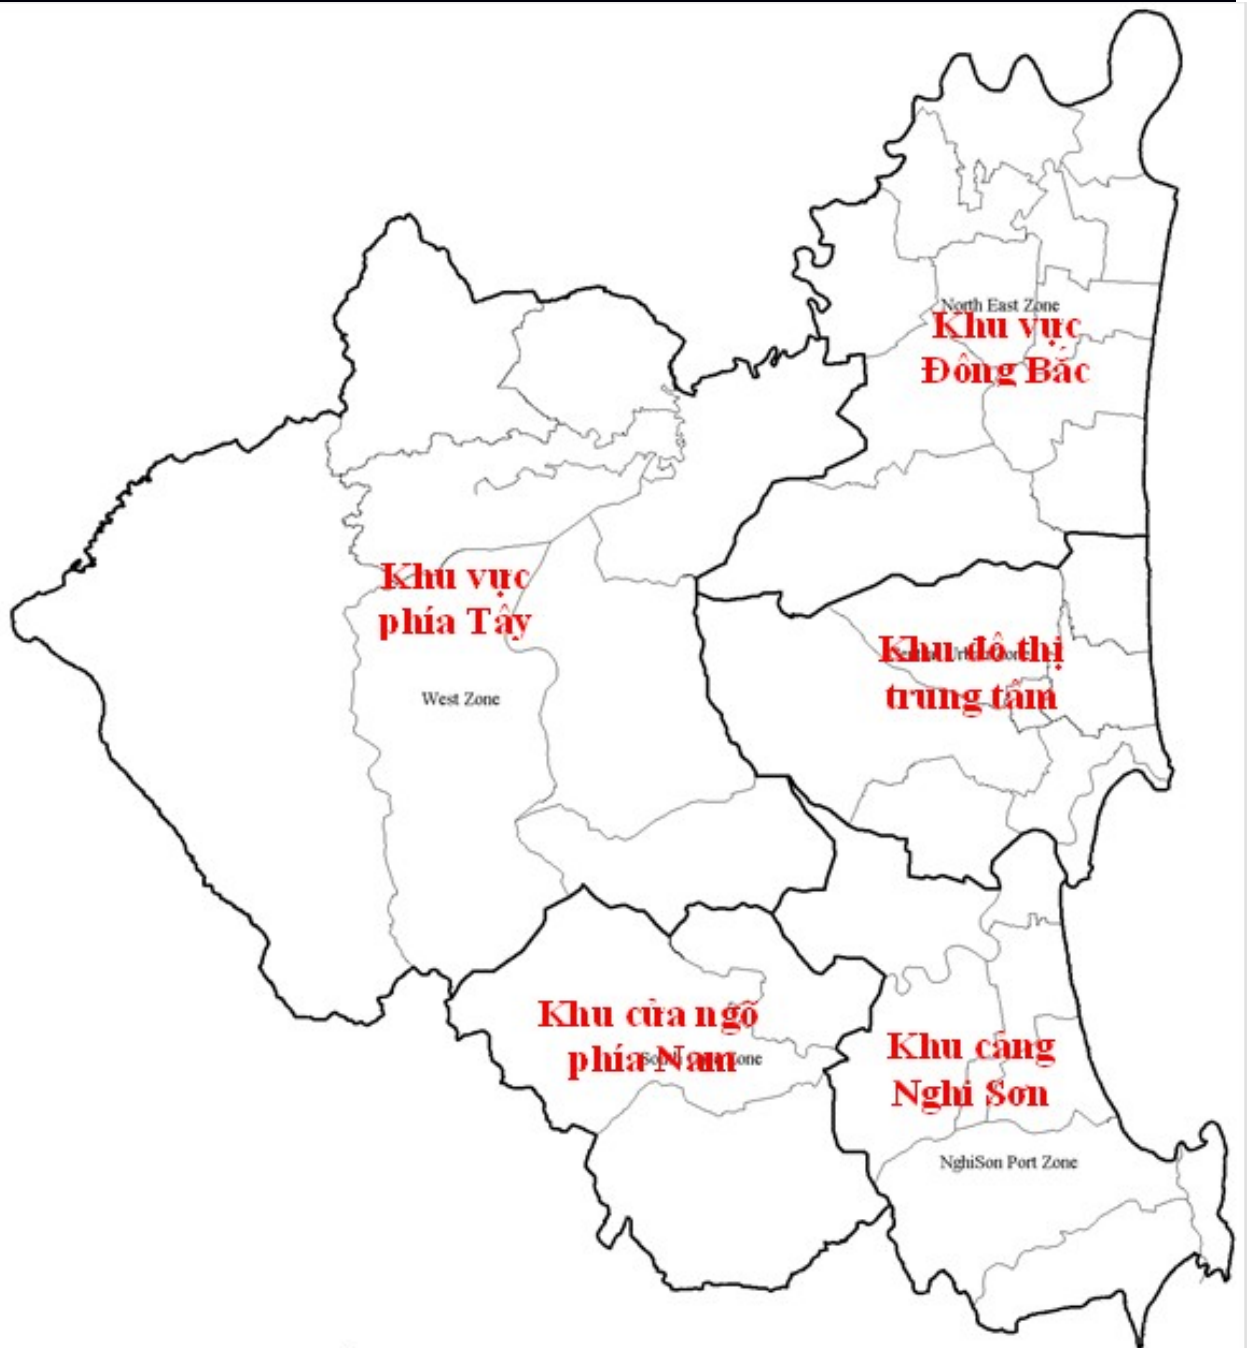 North East Zone
Khu vực
Đông Bắc
Khu vực
phía Tây
West Zone
Khu đô thị
trung tâm
Khu cửa ngõ
phía Nam
Zone
Khu cảng
Nghi Sơn
NghiSon Port Zone